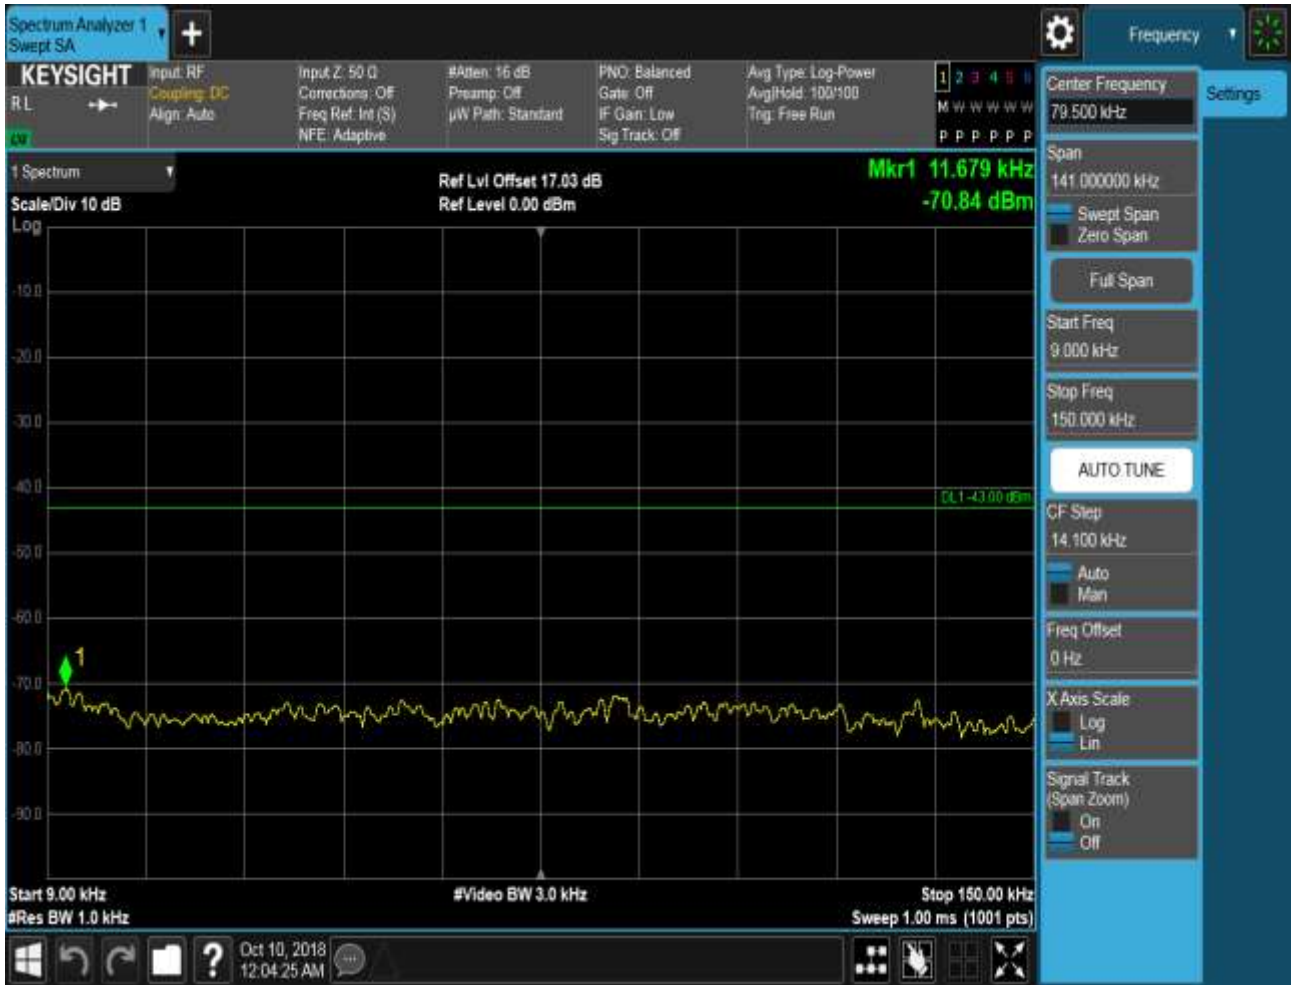 Spectrum Analyzer 1
Swept SA
Frequency
KEYSIGHT
RL
Input: RF
Coupling: DC
Align: Auto
Input Z: 50 Ω
Corrections: Off
Freq Ref: Int (S)
NFE: Adaptive
#Atten: 16 dB
Preamp: Off
µW Path: Standard
PNO: Balanced
Gate: Off
IF Gain: Low
Sig Track: Off
Avg Type: Log-Power
Avg|Hold: 100/100
Trig: Free Run
1 2 3 4 5 6
M W W W W W
P P P P P P
1 Spectrum
Scale/Div 10 dB
Log
Ref Lvl Offset 17.03 dB
Ref Level 0.00 dBm
Mkr1 11.679 kHz
-70.84 dBm
-10.0
-20.0
-30.0
-40.0
DL1 -43.00 dBm
-50.0
-60.0
1
-70.0
-80.0
-90.0
Start 9.00 kHz
#Res BW 1.0 kHz
#Video BW 3.0 kHz
Stop 150.00 kHz
Sweep 1.00 ms (1001 pts)
Center Frequency
79.500 kHz
Settings
Span
141.000000 kHz
Swept Span
Zero Span
Full Span
Start Freq
9.000 kHz
Stop Freq
150.000 kHz
AUTO TUNE
CF Step
14.100 kHz
Auto
Man
Freq Offset
0 Hz
X Axis Scale
Log
Lin
Signal Track
(Span Zoom)
On
Off
?
Oct 10, 2018
12:04:25 AM